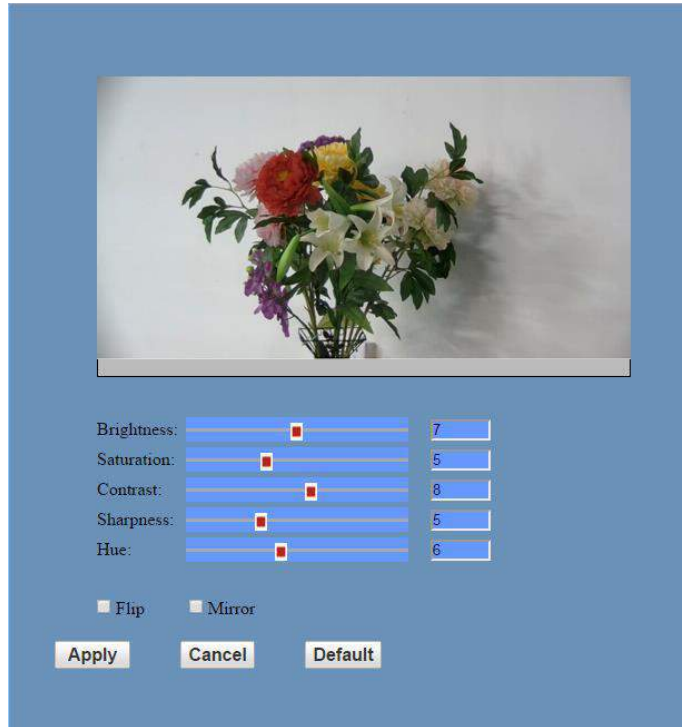 Brightness: 7
Saturation: 5
Contrast: 8
Sharpness: 5
Hue: 6
Flip Mirror
Apply Cancel Default